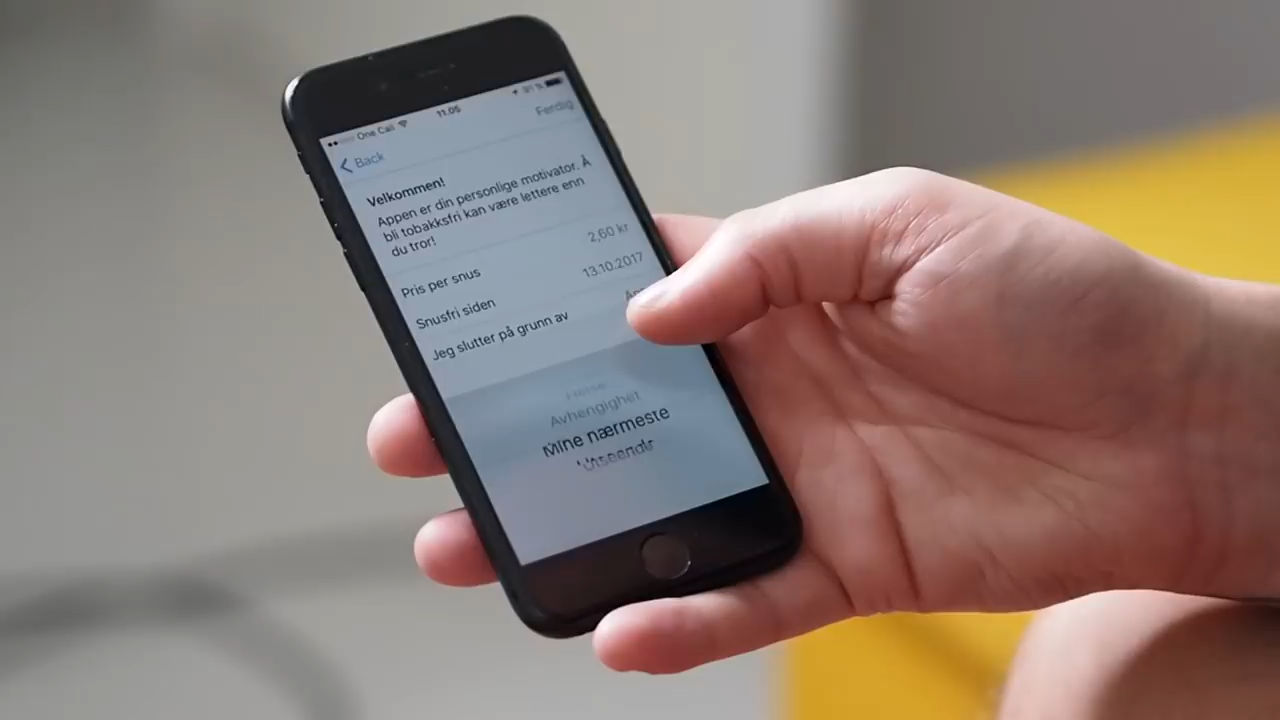 One Call 11.05
Back Ferdig
Velkommen!
Appen er din personlige motivator. Å
bli tobakksfri kan være lettere enn
du tror!
Pris per snus 2,60 kr
Snusfri siden 13.10.2017
Jeg slutter på grunn av
Avhengighet
Mine nærmeste